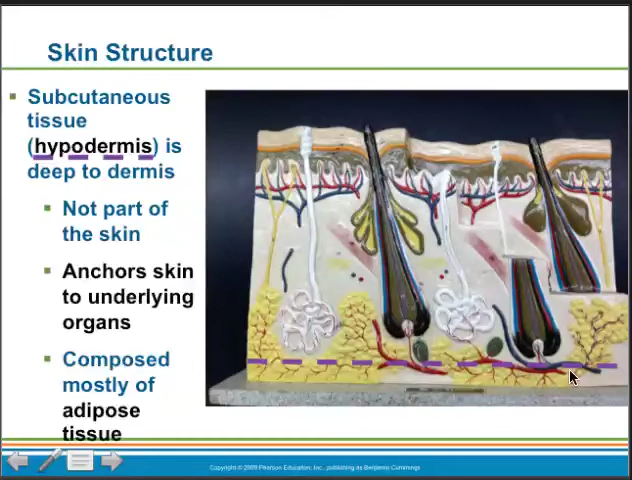 Skin Structure
Subcutaneous
tissue
(hypodermis) is
deep to dermis
Not part of
the skin
Anchors skin
to underlying
organs
Composed
mostly of
adipose
tissue
Copyright © 2009 Pearson Education, Inc., publishing as Benjamin Cummings